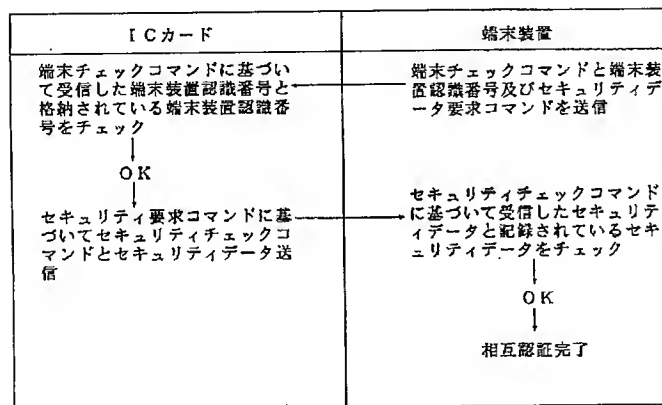 ICカード
端末装置
端末チェックコマンドに基づい
て受信した端末装置認識番号と
格納されている端末装置認識番
号をチェック
端末チェックコマンドと端末装
置認識番号及びセキュリティデ
ータ要求コマンドを送信
OK
セキュリティ要求コマンドに基
づいてセキュリティチェックコ
マンドとセキュリティデータ送
信
セキュリティチェックコマンド
に基づいて受信したセキュリテ
ィデータと記録されているセキ
ュリティデータをチェック
OK
相互認証完了